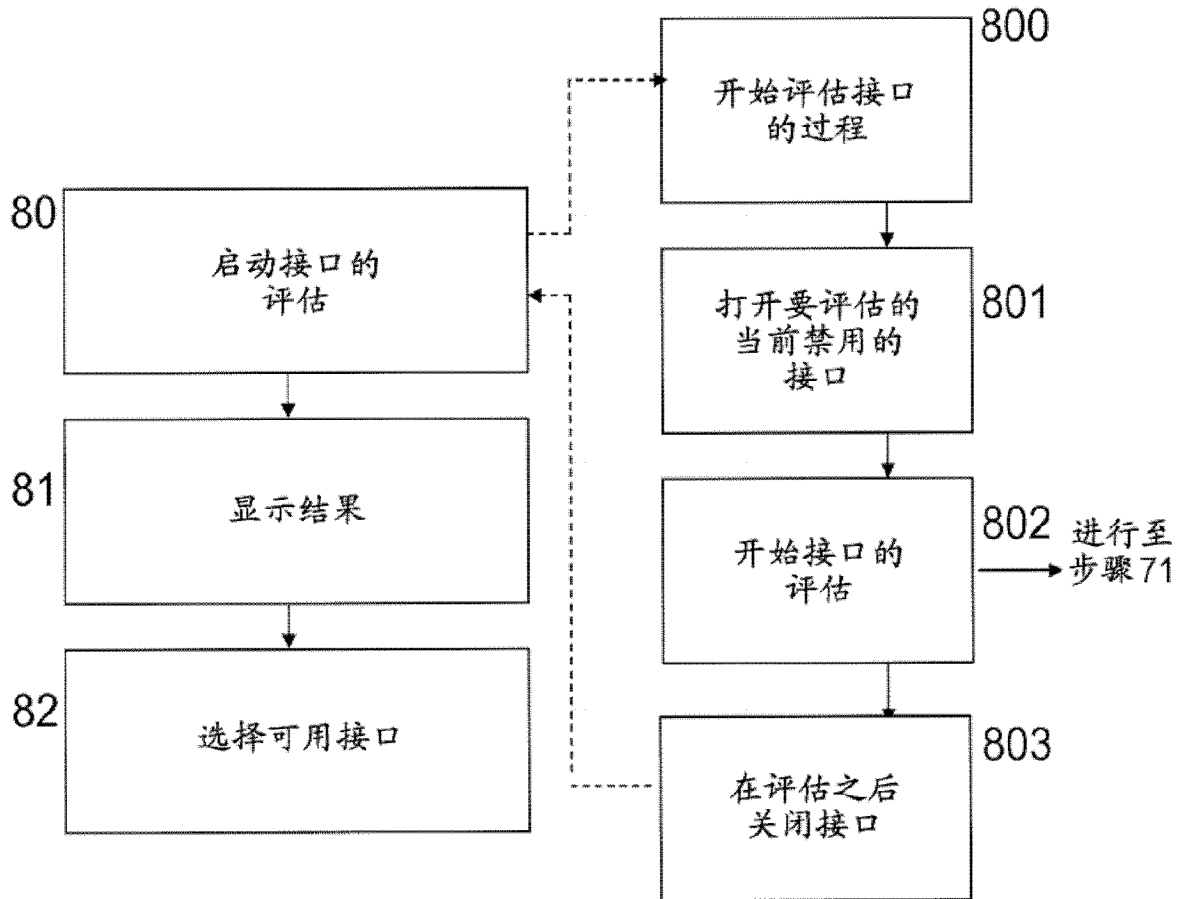 80
启动接口的
评估
81
显示结果
82
选择可用接口
800
开始评估接口
的过程
801
打开要评估的
当前禁用的
接口
802
开始接口的
评估
进行至
步骤71
803
在评估之后
关闭接口